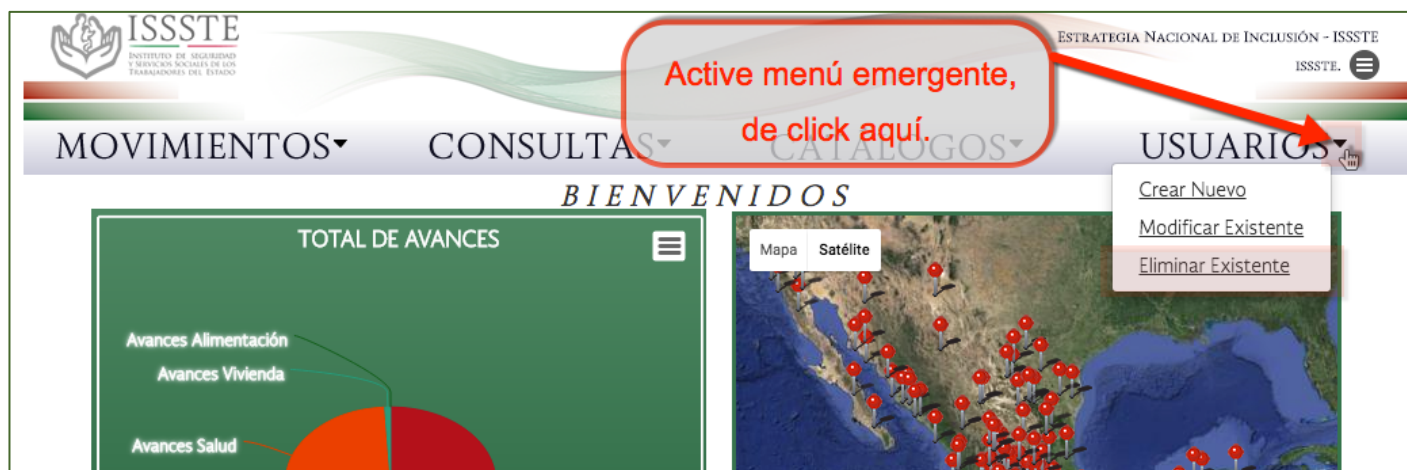 ISSSTE
INSTITUTO DE SEGURIDAD
Y SERVICIOS SOCIALES DE LOS
TRABAJADORES DEL ESTADO
ESTRATEGIA NACIONAL DE INCLUSIÓN - ISSSTE
ISSSTE.
Active menú emergente,
de click aquí.
MOVIMIENTOS
CONSULTAS
CATÁLOGOS
USUARIOS
Crear Nuevo
Modificar Existente
Eliminar Existente
BIENVENIDOS
TOTAL DE AVANCES
Avances Alimentación
Avances Vivienda
Avances Salud
Mapa
Satélite